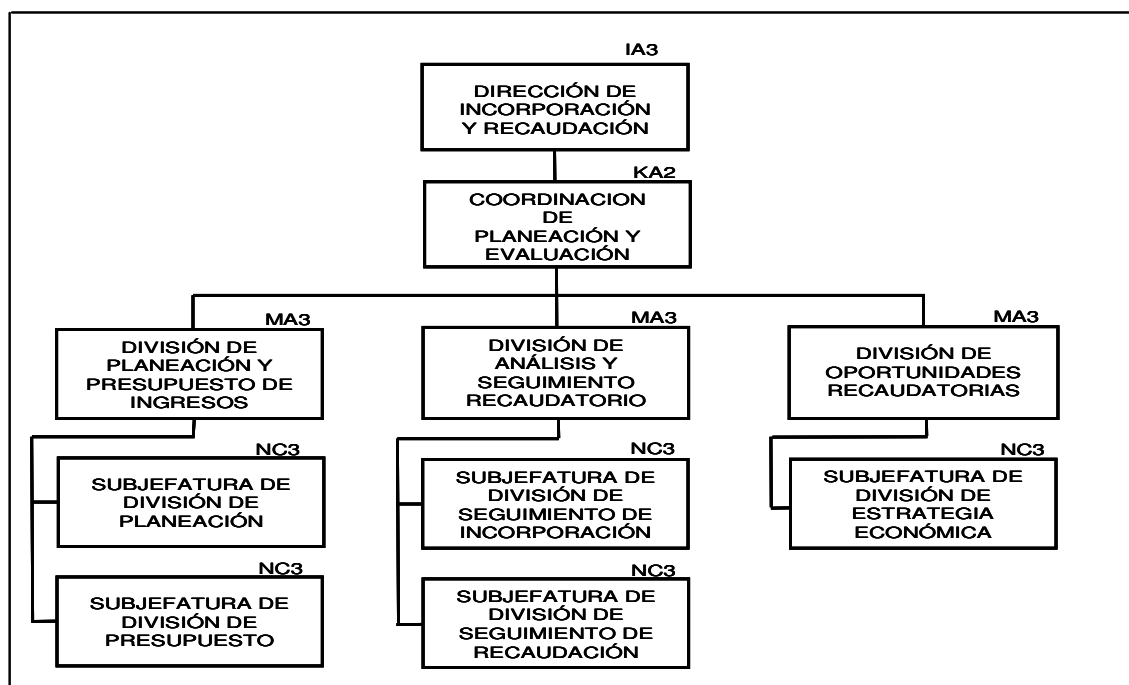 IA3
DIRECCIÓN DE
INCORPORACIÓN
Y RECAUDACIÓN
KA2
COORDINACION
DE
PLANEACIÓN Y
EVALUACIÓN
MA3
DIVISIÓN DE
PLANEACIÓN Y
PRESUPUESTO DE
INGRESOS
MA3
DIVISIÓN DE
ANÁLISIS Y
SEGUIMIENTO
RECAUDATORIO
MA3
DIVISIÓN DE
OPORTUNIDADES
RECAUDATORIAS
NC3
SUBJEFATURA DE
DIVISIÓN DE
PLANEACIÓN
NC3
SUBJEFATURA DE
DIVISIÓN DE
PRESUPUESTO
NC3
SUBJEFATURA DE
DIVISIÓN DE
SEGUIMIENTO DE
INCORPORACIÓN
NC3
SUBJEFATURA DE
DIVISIÓN DE
SEGUIMIENTO DE
RECAUDACIÓN
NC3
SUBJEFATURA DE
DIVISIÓN DE
ESTRATEGIA
ECONÓMICA